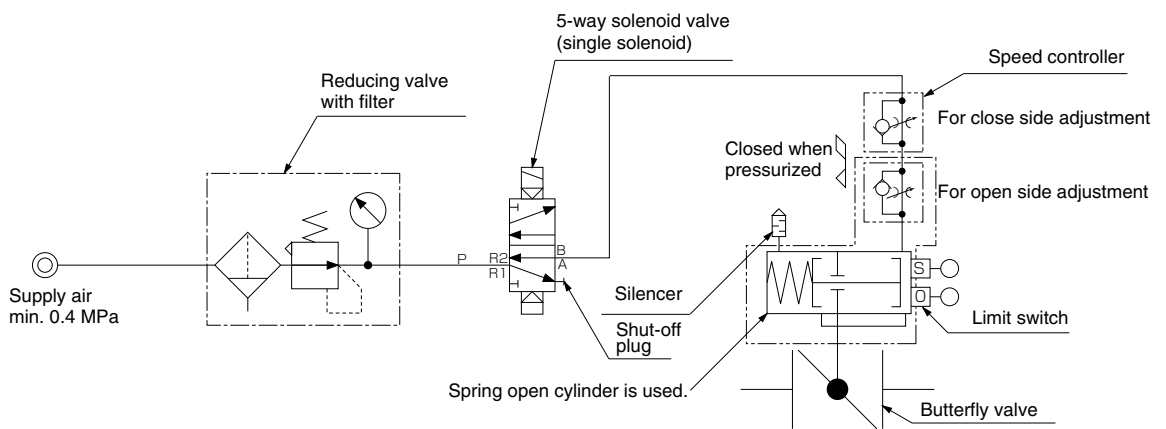 5-way solenoid valve
(single solenoid)
Speed controller
Reducing valve
with filter
For close side adjustment
Closed when
pressurized
For open side adjustment
Supply air
min. 0.4 MPa
P
R2
R1
B
A
Silencer
Shut-off
plug
S
O
Limit switch
Spring open cylinder is used.
Butterfly valve